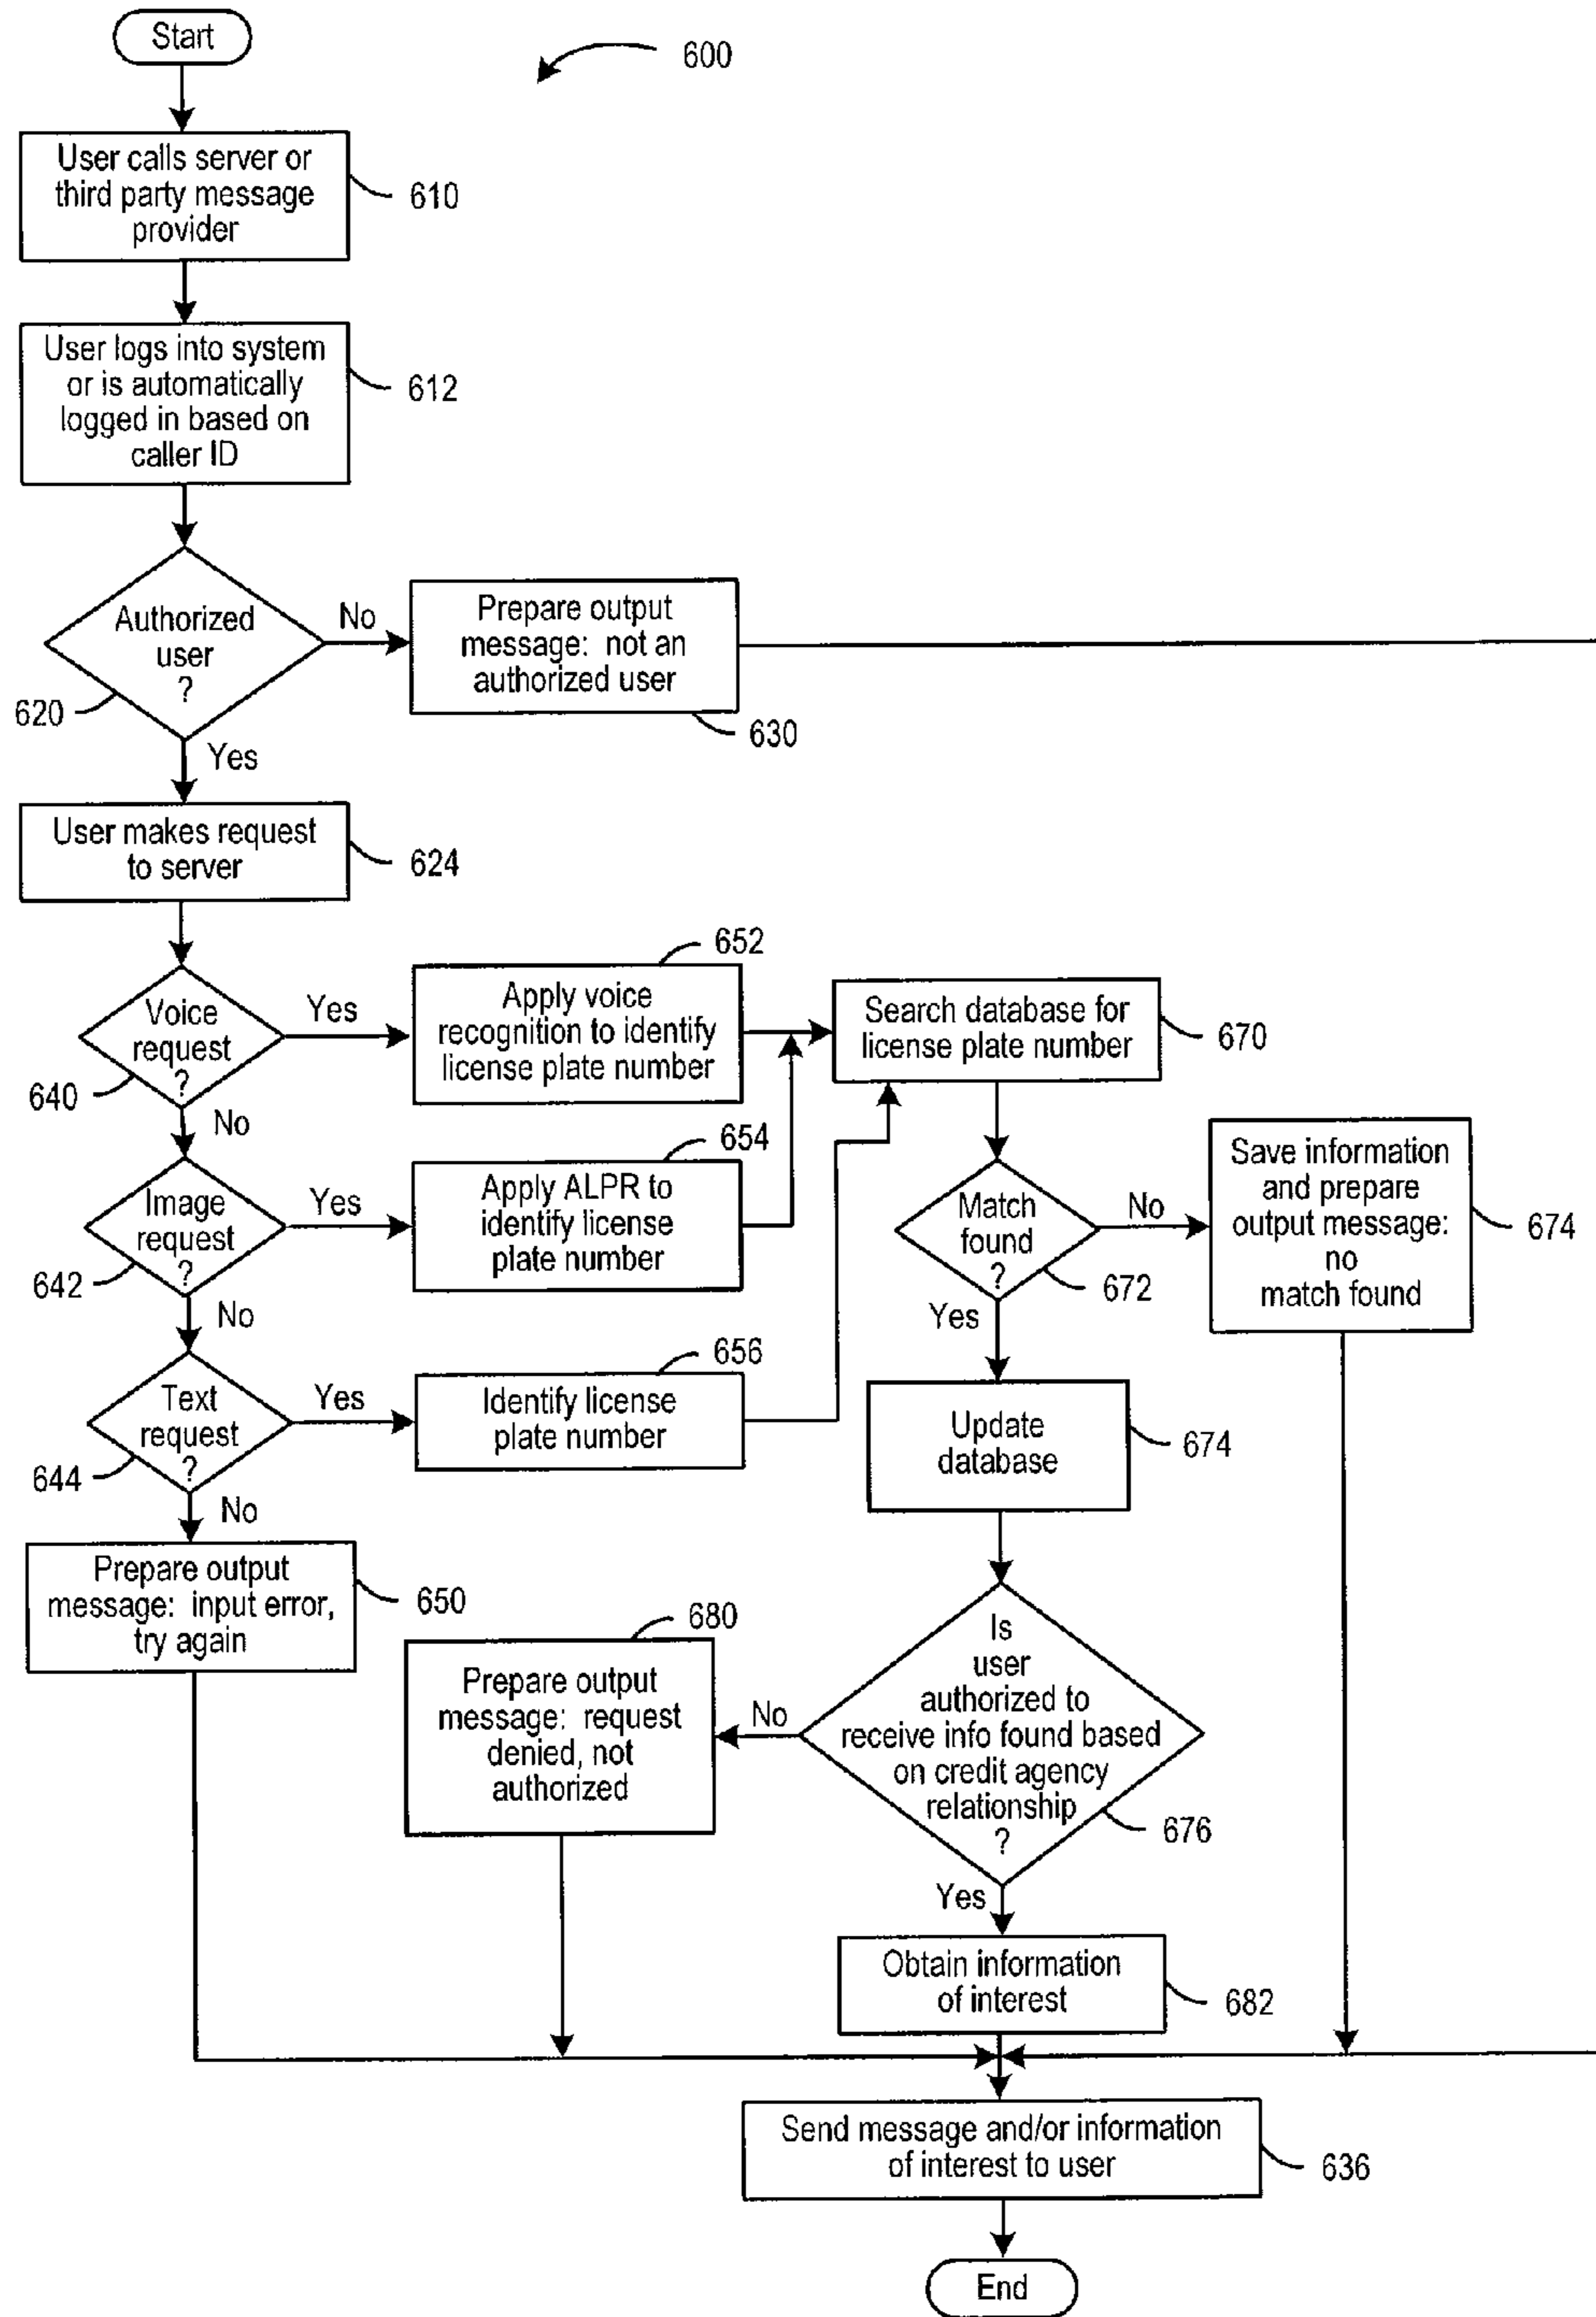 Start
600
User calls server or
third party message
provider
610
User logs into system
or is automatically
logged in based on
caller ID
612
Authorized
user
?
620
No
Prepare output
message: not an
authorized user
630
Yes
User makes request
to server
624
Voice
request
?
640
Yes
Apply voice
recognition to identify
license plate number
652
Search database for
license plate number
670
No
Image
request
?
642
Yes
Apply ALPR to
identify license
plate number
654
Match
found
?
672
No
Save information
and prepare
output message:
no
match found
674
No
Text
request
?
644
Yes
Identify license
plate number
656
Yes
Update
database
674
No
Prepare output
message: input error,
try again
650
Is
user
authorized to
receive info found based
on credit agency
relationship
?
676
No
Prepare output
message: request
denied, not
authorized
680
Yes
Obtain information
of interest
682
Send message and/or information
of interest to user
636
End